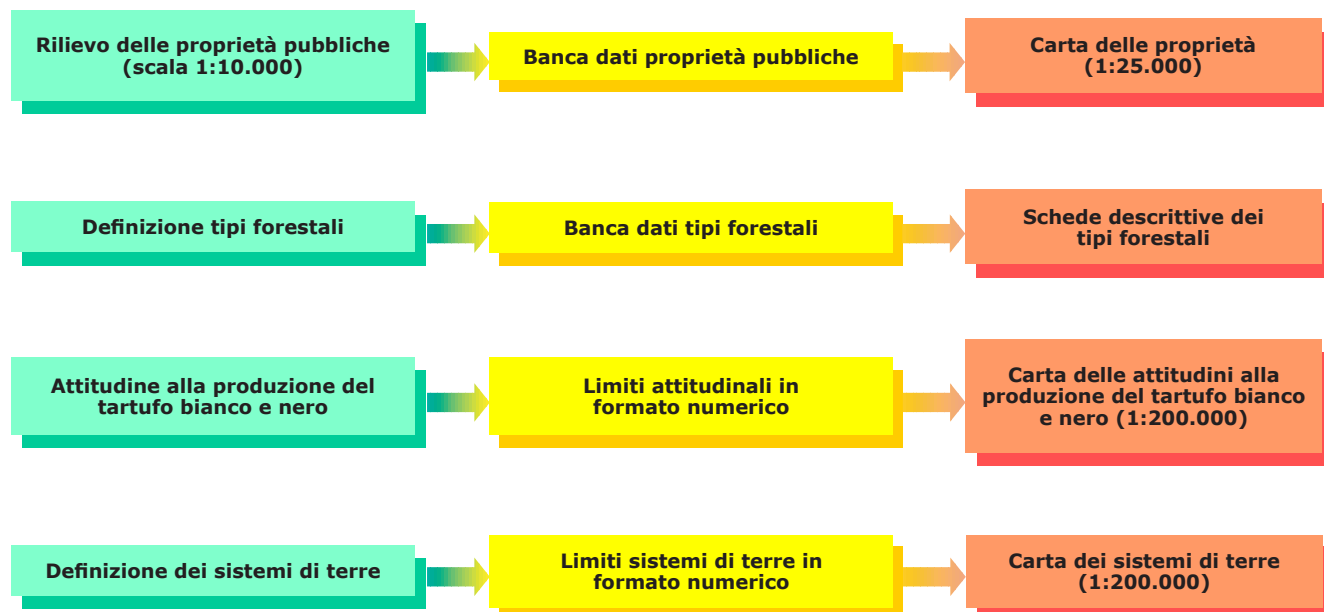 Rilievo delle proprietà pubbliche
(scala 1:10.000)
Banca dati proprietà pubbliche
Carta delle proprietà
(1:25.000)
Definizione tipi forestali
Banca dati tipi forestali
Schede descrittive dei
tipi forestali
Attitudine alla produzione del
tartufo bianco e nero
Limiti attitudinali in
formato numerico
Carta delle attitudini alla
produzione del tartufo bianco
e nero (1:200.000)
Definizione dei sistemi di terre
Limiti sistemi di terre in
formato numerico
Carta dei sistemi di terre
(1:200.000)